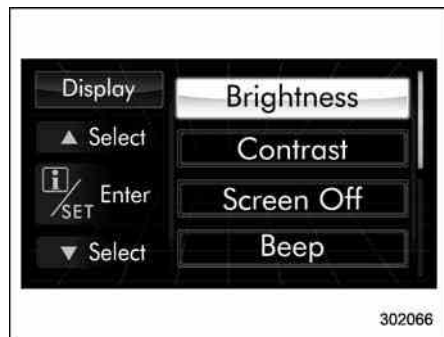 Display
▲ Select
i/SET Enter
▼ Select
Brightness
Contrast
Screen Off
Beep
302066